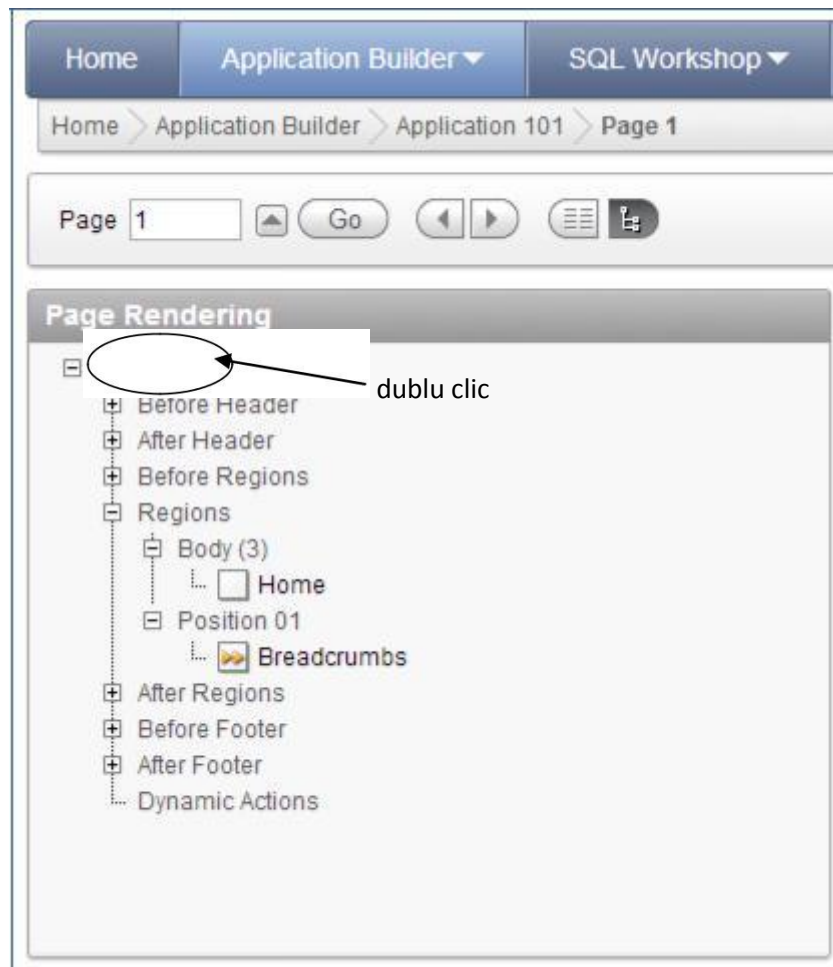 Home Application Builder SQL Workshop
Home Application Builder Application 101 Page 1
Page 1 Go
Page Rendering
dublu clic
Before Header
After Header
Before Regions
Regions
Body (3)
Home
Position 01
Breadcrumbs
After Regions
Before Footer
After Footer
Dynamic Actions